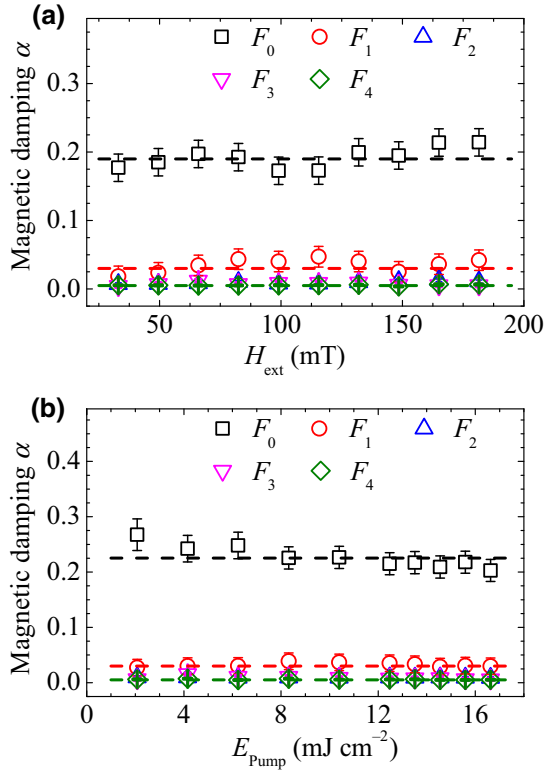 (a)
F0 F1 F2
F3 F4
Magnetic damping α
0.3
0.2
0.1
0.0
50 100 150 200
Hext (mT)
(b)
F0 F1 F2
F3 F4
Magnetic damping α
0.4
0.3
0.2
0.1
0.0
0 4 8 12 16
EPump (mJ cm−2)